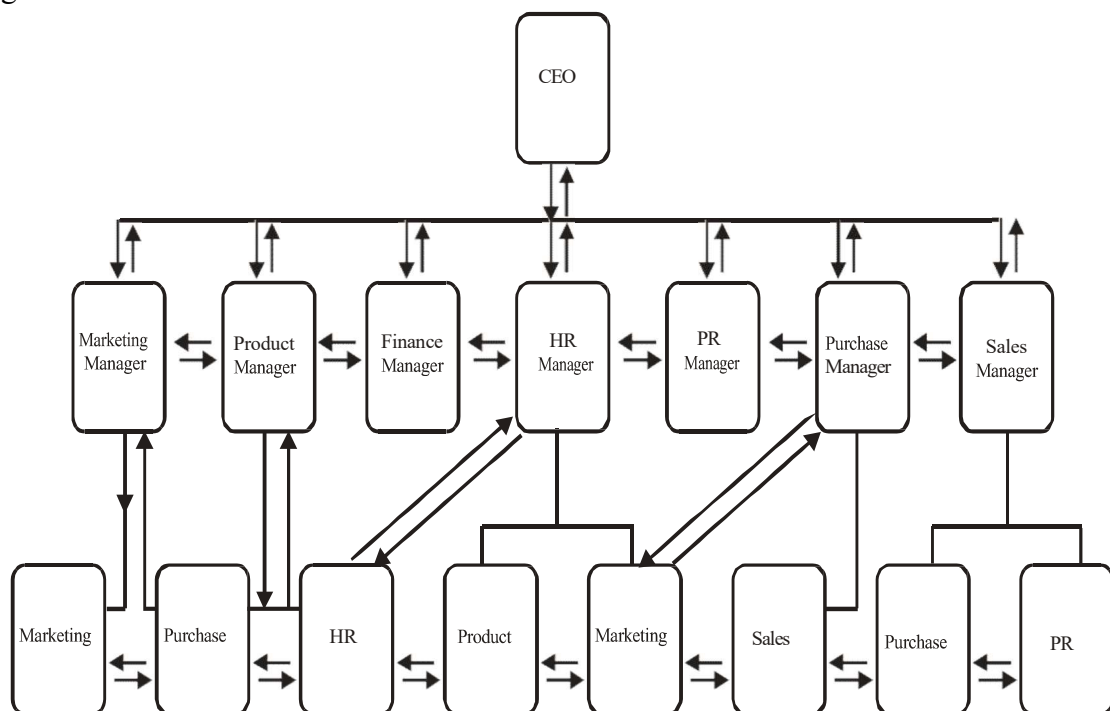 g
CEO
Marketing
Manager
Product
Manager
Finance
Manager
HR
Manager
PR
Manager
Purchase
Manager
Sales
Manager
Marketing
Purchase
HR
Product
Marketing
Sales
Purchase
PR